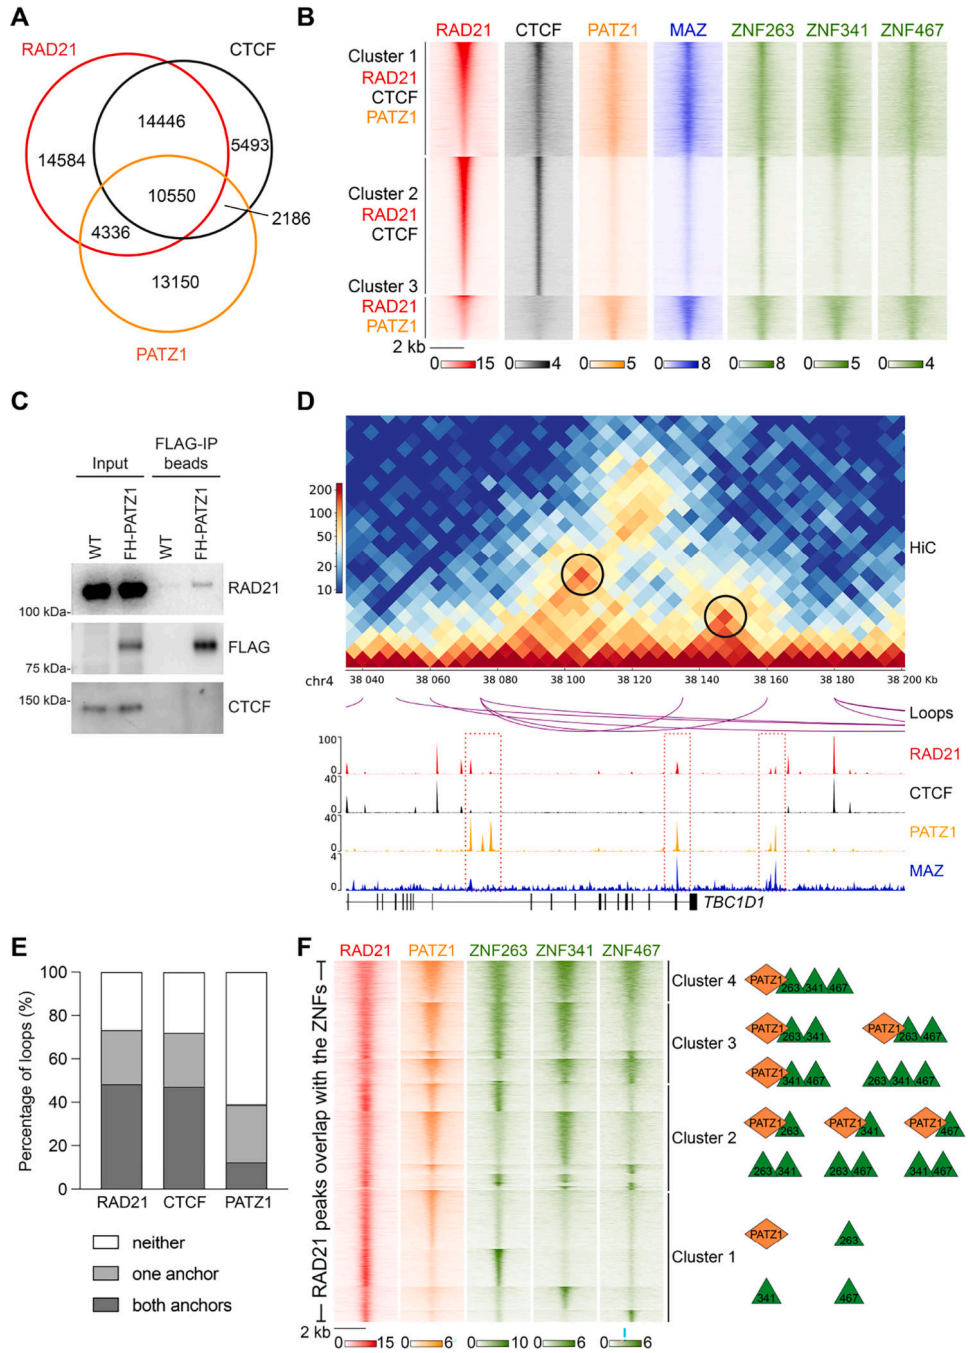 A
RAD21
CTCF
14446
5493
14584
10550
2186
4336
13150
PATZ1
B
RAD21 CTCF PATZ1 MAZ ZNF263 ZNF341 ZNF467
Cluster 1
RAD21
CTCF
PATZ1
Cluster 2
RAD21
CTCF
Cluster 3
RAD21
PATZ1
2 kb
0 15 0 4 0 5 0 8 0 8 0 5 0 4
C
FLAG-IP
Input beads
WT FH-PATZ1 WT FH-PATZ1
RAD21
100 kDa-
FLAG
75 kDa-
150 kDa-
CTCF
D
200
100
50
20
10
HiC
chr4 38 040 38 060 38 080 38 100 38 120 38 140 38 160 38 180 38 200 Kb
Loops
100
RAD21
0
40
CTCF
0
40
PATZ1
0
4
MAZ
0
TBC1D1
E
Percentage of loops (%)
100
80
60
40
20
0
RAD21 CTCF PATZ1
neither
one anchor
both anchors
F
RAD21 PATZ1 ZNF263 ZNF341 ZNF467
RAD21 peaks overlap with the ZNFs
2 kb
0 15 0 6 0 10 0 6 0 6
Cluster 4
PATZ1 263 341 467
Cluster 3
PATZ1 263 341 PATZ1 263 467
PATZ1 341 467 263 341 467
Cluster 2
PATZ1 263 PATZ1 341 PATZ1 467
263 341 263 467 341 467
Cluster 1
PATZ1 263
341 467